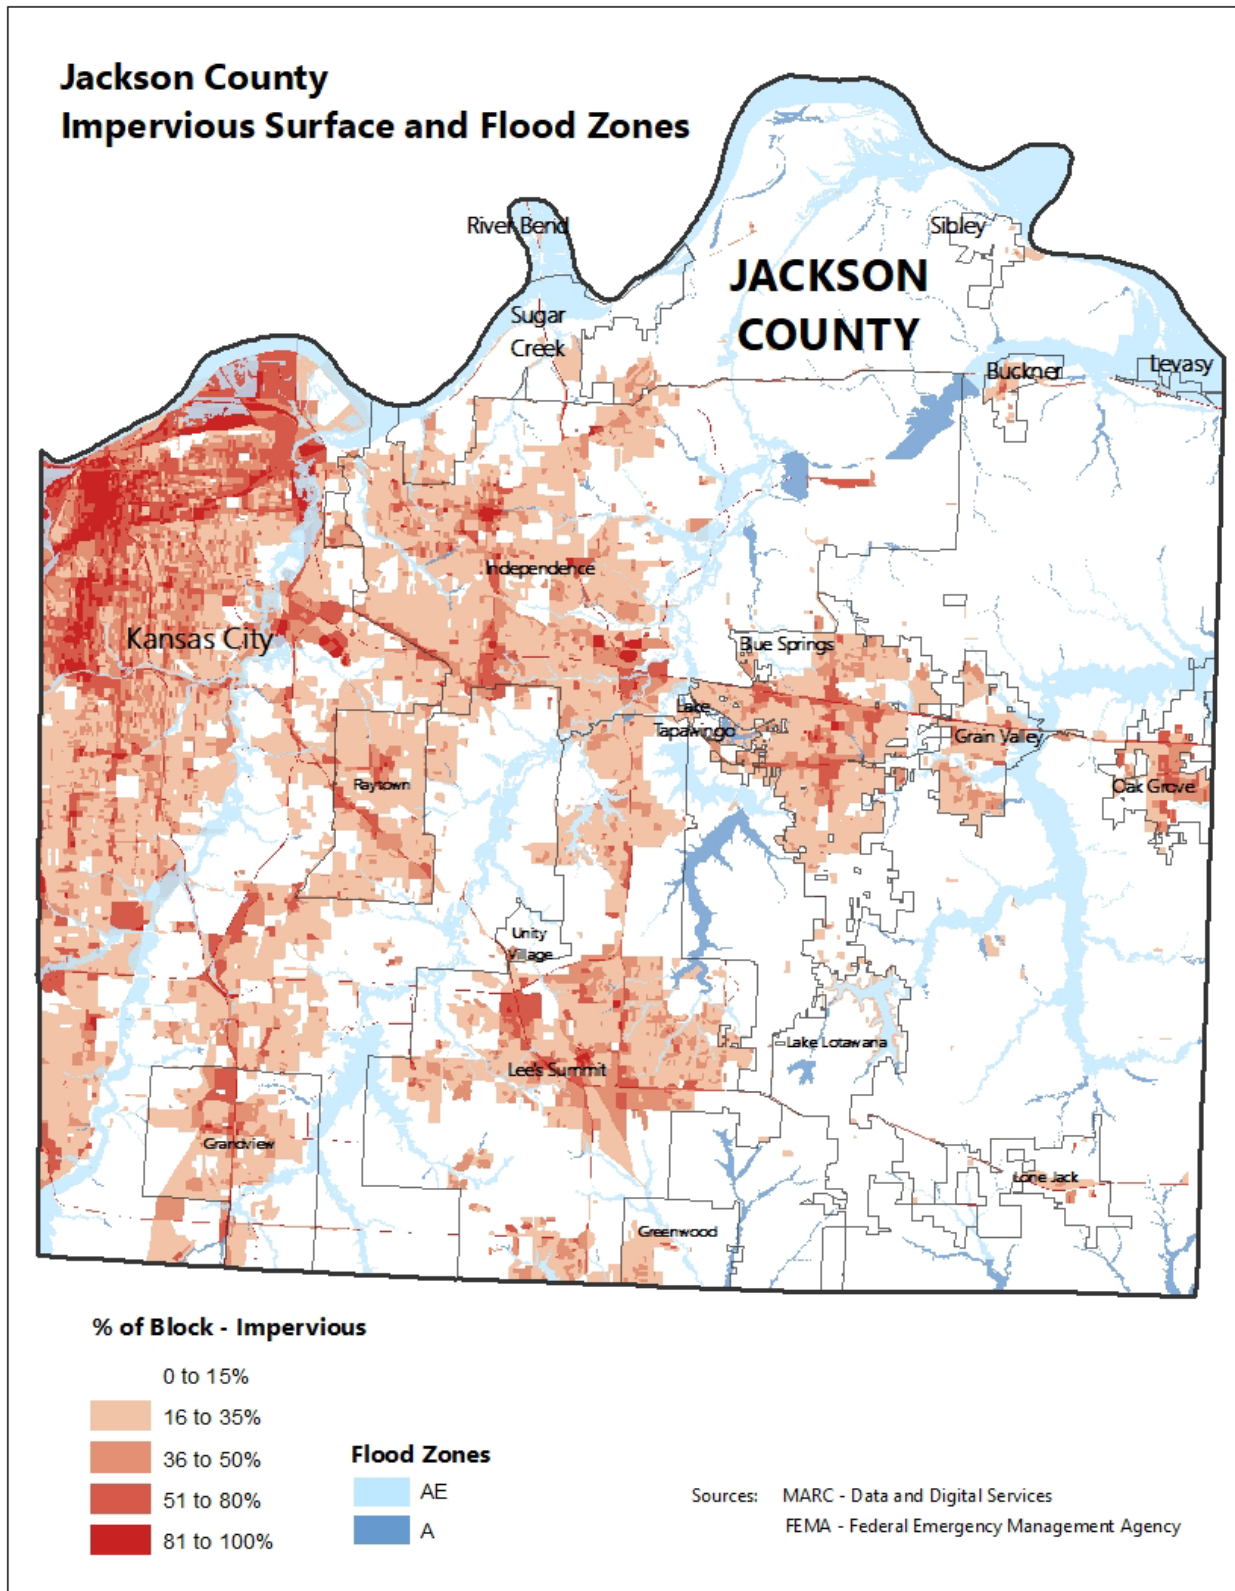 Jackson County
Impervious Surface and Flood Zones
River Bend
Sibley
JACKSON
COUNTY
Sugar
Creek
Levasy
Buckner
Independence
Kansas City
Blue Springs
Lake
Tapawingo
Grain Valley
Raytown
Oak Grove
Unity
Village
Lake Lotawana
Lee's Summit
Grandview
Lone Jack
Greenwood
% of Block - Impervious
0 to 15%
16 to 35%
36 to 50%
51 to 80%
81 to 100%
Flood Zones
AE
A
Sources: MARC - Data and Digital Services
FEMA - Federal Emergency Management Agency